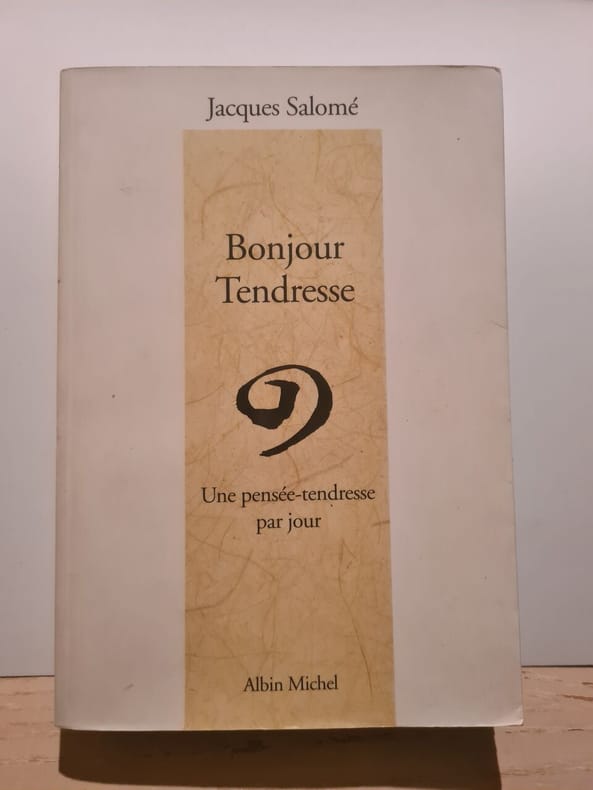 Jacques Salomé
Bonjour
Tendresse
Une pensée-tendresse
par jour
Albin Michel